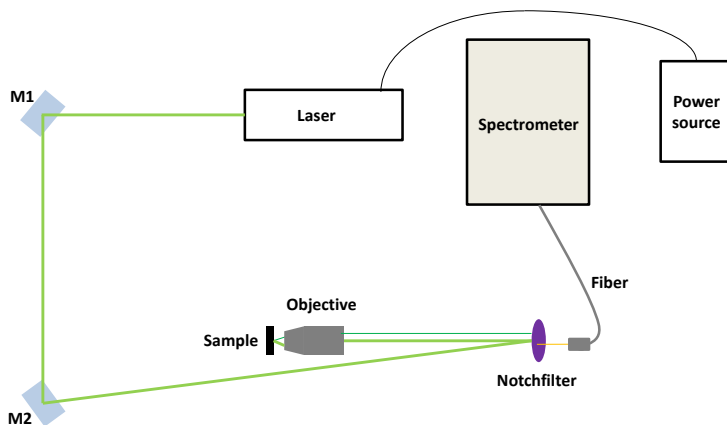 M1
Laser
Spectrometer
Power
source
Fiber
Objective
Sample
Notchfilter
M2